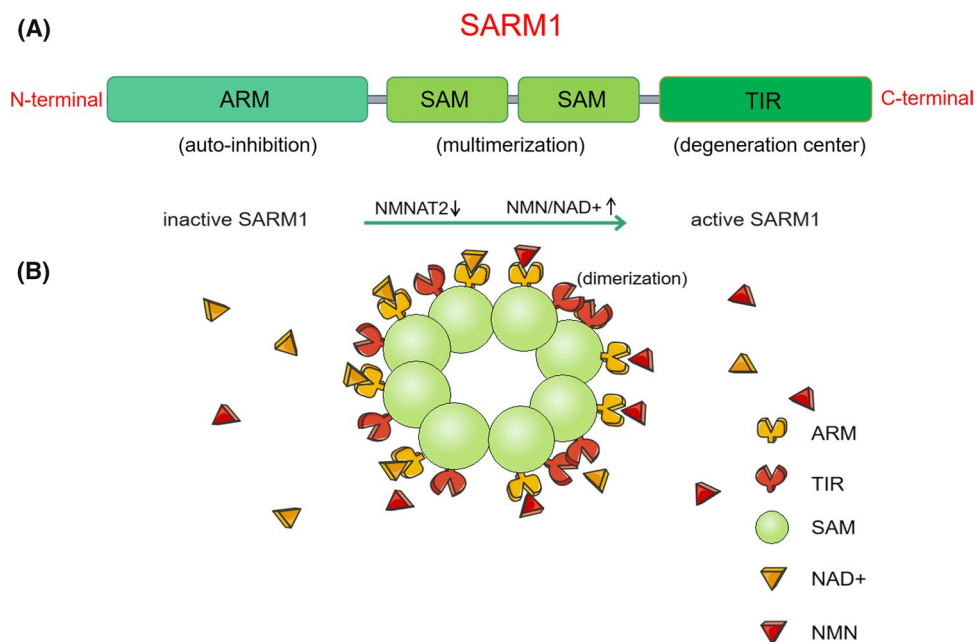 (A)
SARM1
N-terminal ARM SAM SAM TIR C-terminal
(auto-inhibition) (multimerization) (degeneration center)
inactive SARM1 NMNAT2↓ NMN/NAD+↑ active SARM1
(B)
(dimerization)
ARM
TIR
SAM
NAD+
NMN